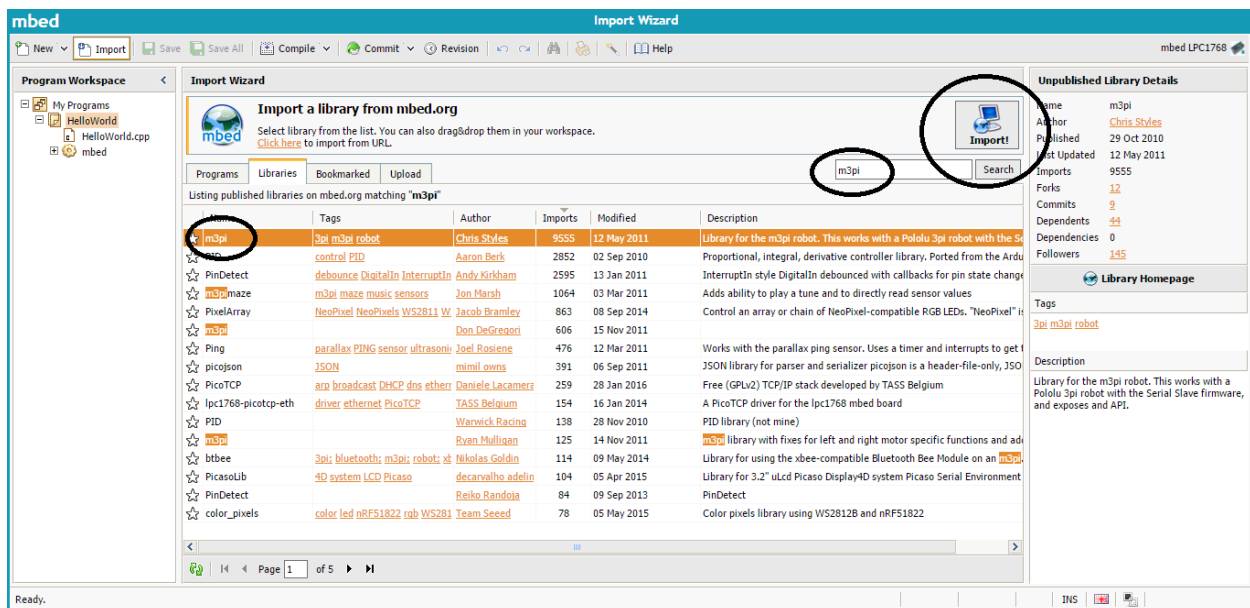 mbed
Import Wizard
New
Import
Save
Save All
Compile
Commit
Revision
Help
mbed LPC1768
Program Workspace
My Programs
HelloWorld
HelloWorld.cpp
mbed
Import Wizard
mbed
Import a library from mbed.org
Select library from the list. You can also drag&drop them in your workspace.
Click here to import from URL.
Import!
Programs Libraries Bookmarked Upload
m3pi Search
Listing published libraries on mbed.org matching "m3pi"
Name Tags Author Imports Modified Description
m3pi 3pi m3pi robot Chris Styles 9555 12 May 2011 Library for the m3pi robot. This works with a Pololu 3pi robot with the Se
PID control PID Aaron Berk 2852 02 Sep 2010 Proportional, integral, derivative controller library. Ported from the Ardu
PinDetect debounce DigitalIn InterruptIn Andy Kirkham 2595 13 Jan 2011 InterruptIn style DigitalIn debounced with callbacks for pin state change
m3pimaze m3pi maze music sensors Jon Marsh 1064 03 Mar 2011 Adds ability to play a tune and to directly read sensor values
PixelArray NeoPixel NeoPixels WS2811 W Jacob Bramley 863 08 Sep 2014 Control an array or chain of NeoPixel-compatible RGB LEDs. "NeoPixel" i
m3pi Don DeGregori 606 15 Nov 2011
Ping parallax PING sensor ultrasoni Joel Rosiene 476 12 Mar 2011 Works with the parallax ping sensor. Uses a timer and interrupts to get
picojson JSON mimil owns 391 06 Sep 2011 JSON library for parser and serializer picojson is a header-file-only, JSO
PicoTCP arp broadcast DHCP dns ethern Daniele Lacamera 259 28 Jan 2016 Free (GPLv2) TCP/IP stack developed by TASS Belgium
lpc1768-picotcp-eth driver ethernet PicoTCP TASS Belgium 154 16 Jan 2014 A PicoTCP driver for the lpc1768 mbed board
PID Warwick Racing 138 28 Nov 2010 PID library (not mine)
m3pi Ryan Mulligan 125 14 Nov 2011 m3pi library with fixes for left and right motor specific functions and add
btbee 3pi; bluetooth; m3pi; robot; xb Nikolas Goldin 114 09 May 2014 Library for using the xbee-compatible Bluetooth Bee Module on an m3pi.
PicasoLib 4D system LCD Picaso decarvalho adelin 104 05 Apr 2015 Library for 3.2" uLcd Picaso Display4D system Picaso Serial Environment
PinDetect Reiko Randoja 84 09 Sep 2013 PinDetect
color_pixels color led nRF51822 rgb WS281 Team Seeed 78 05 May 2015 Color pixels library using WS2812B and nRF51822
Page 1 of 5
Unpublished Library Details
Name m3pi
Author Chris Styles
Published 29 Oct 2010
Last Updated 12 May 2011
Imports 9555
Forks 12
Commits 9
Dependents 44
Dependencies 0
Followers 145
Library Homepage
Tags
3pi m3pi robot
Description
Library for the m3pi robot. This works with a
Pololu 3pi robot with the Serial Slave firmware,
and exposes and API.
Ready.
INS